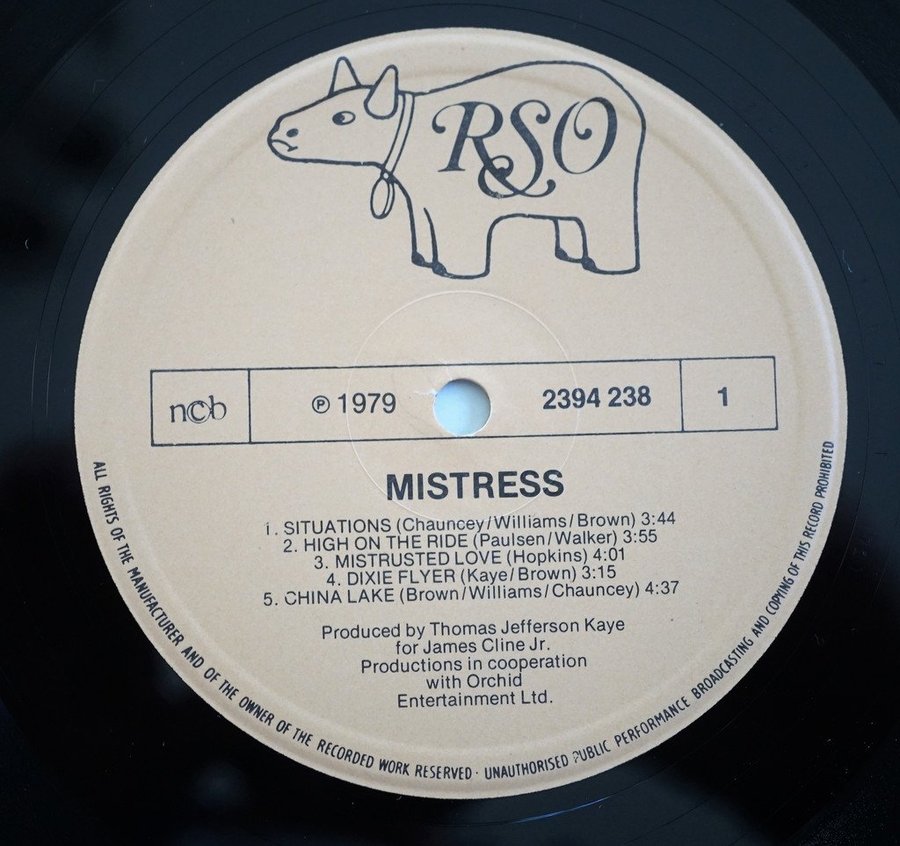 RSO
ncb
℗ 1979
2394 238
1
MISTRESS
1. SITUATIONS (Chauncey/Williams/Brown) 3:44
2. HIGH ON THE RIDE (Paulsen/Walker) 3:55
3. MISTRUSTED LOVE (Hopkins) 4:01
4. DIXIE FLYER (Kaye/Brown) 3:15
5. CHINA LAKE (Brown/Williams/Chauncey) 4:37
Produced by Thomas Jefferson Kaye
for James Cline Jr.
Productions in cooperation
with Orchid
Entertainment Ltd.
ALL RIGHTS OF THE MANUFACTURER AND OF THE OWNER OF THE RECORDED WORK RESERVED · UNAUTHORISED PUBLIC PERFORMANCE BROADCASTING AND COPYING OF THIS RECORD PROHIBITED